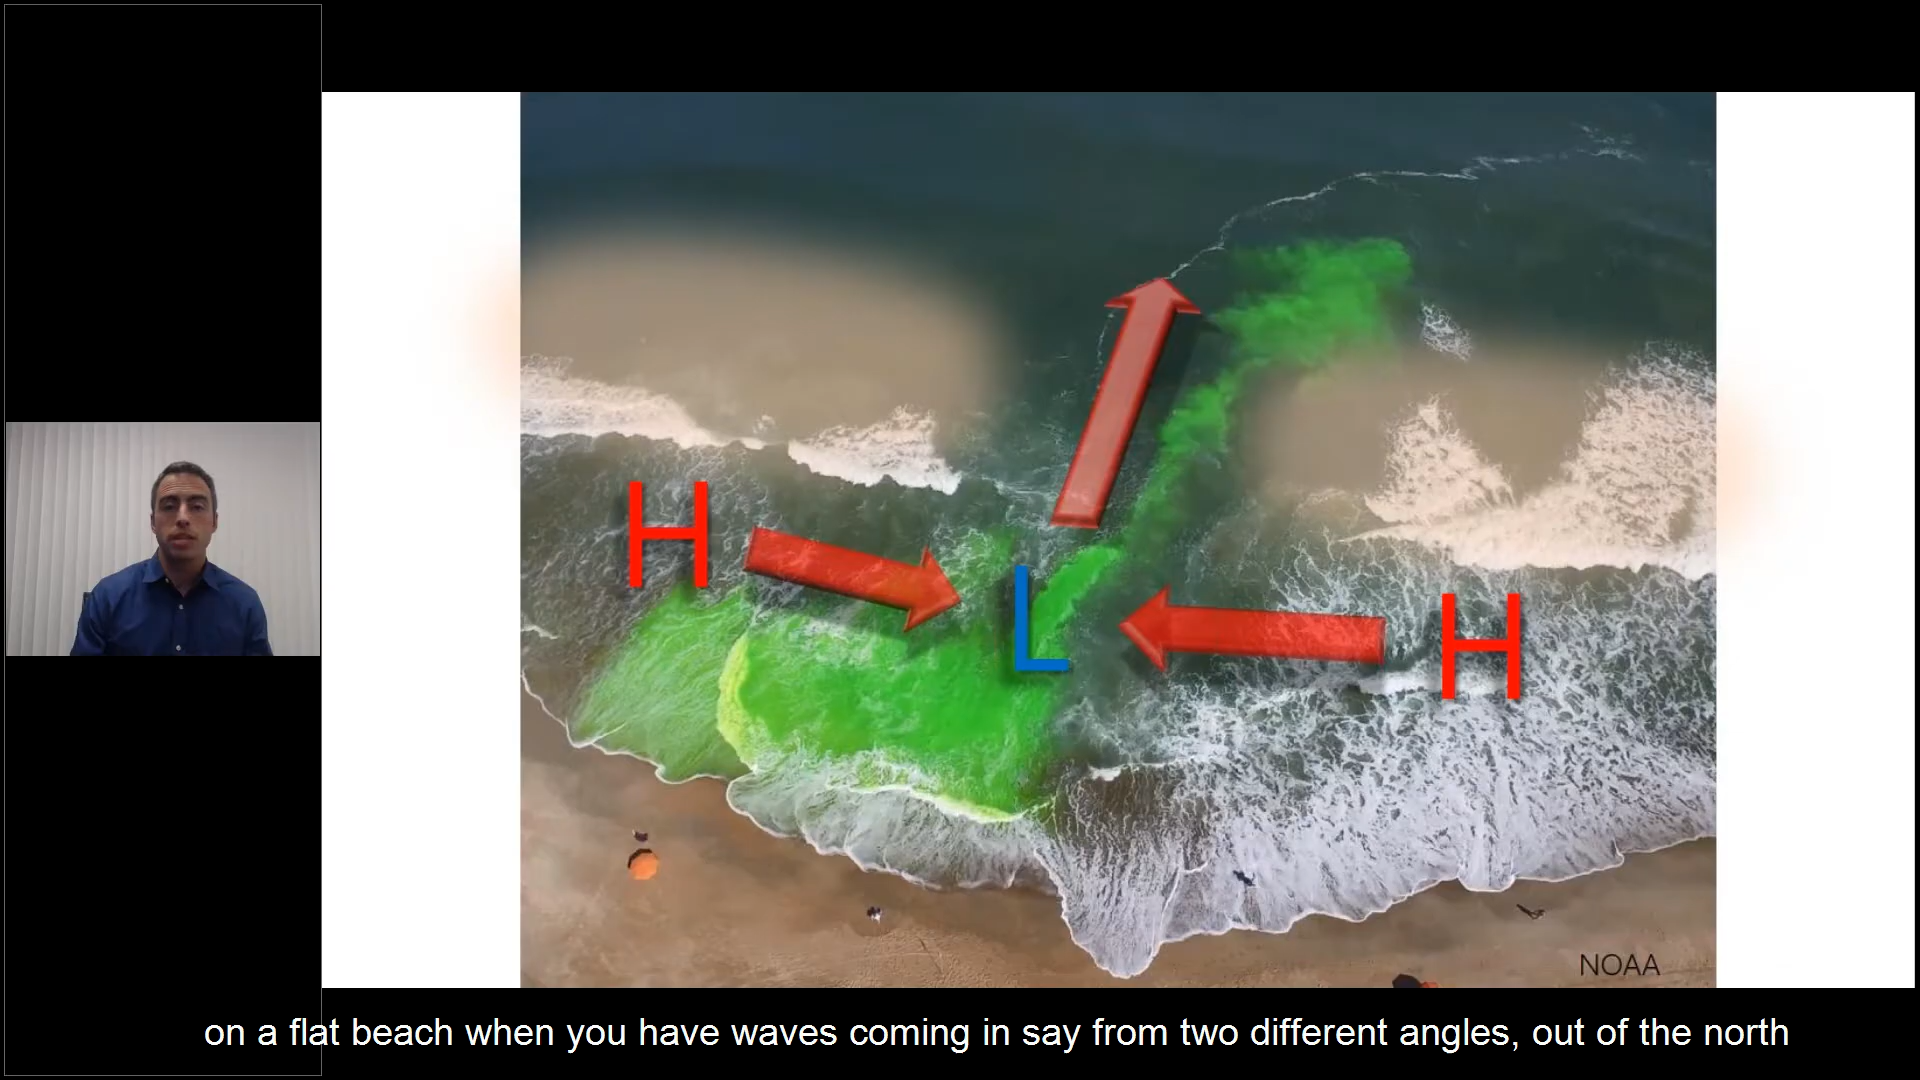 H
L
H
NOAA
on a flat beach when you have waves coming in say from two different angles, out of the north